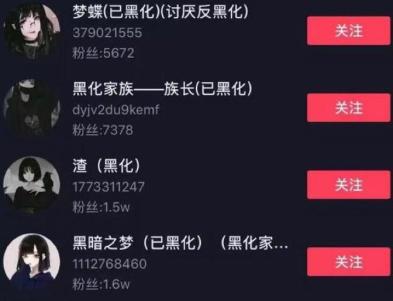 梦蝶(已黑化)(讨厌反黑化)
379021555
关注
粉丝:5672
黑化家族——族长(已黑化)
dyjv2du9kemf
关注
粉丝:7378
渣（黑化）
1773311247
关注
粉丝:1.5w
黑暗之梦（已黑化）（黑化家...
1112768460
关注
粉丝:1.6w